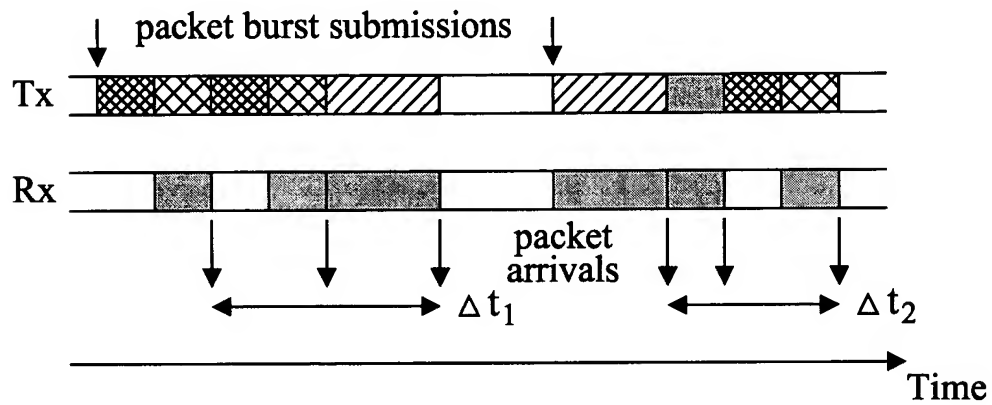 packet burst submissions
Tx
Rx
packet
arrivals
Δ t₁
Δ t₂
Time